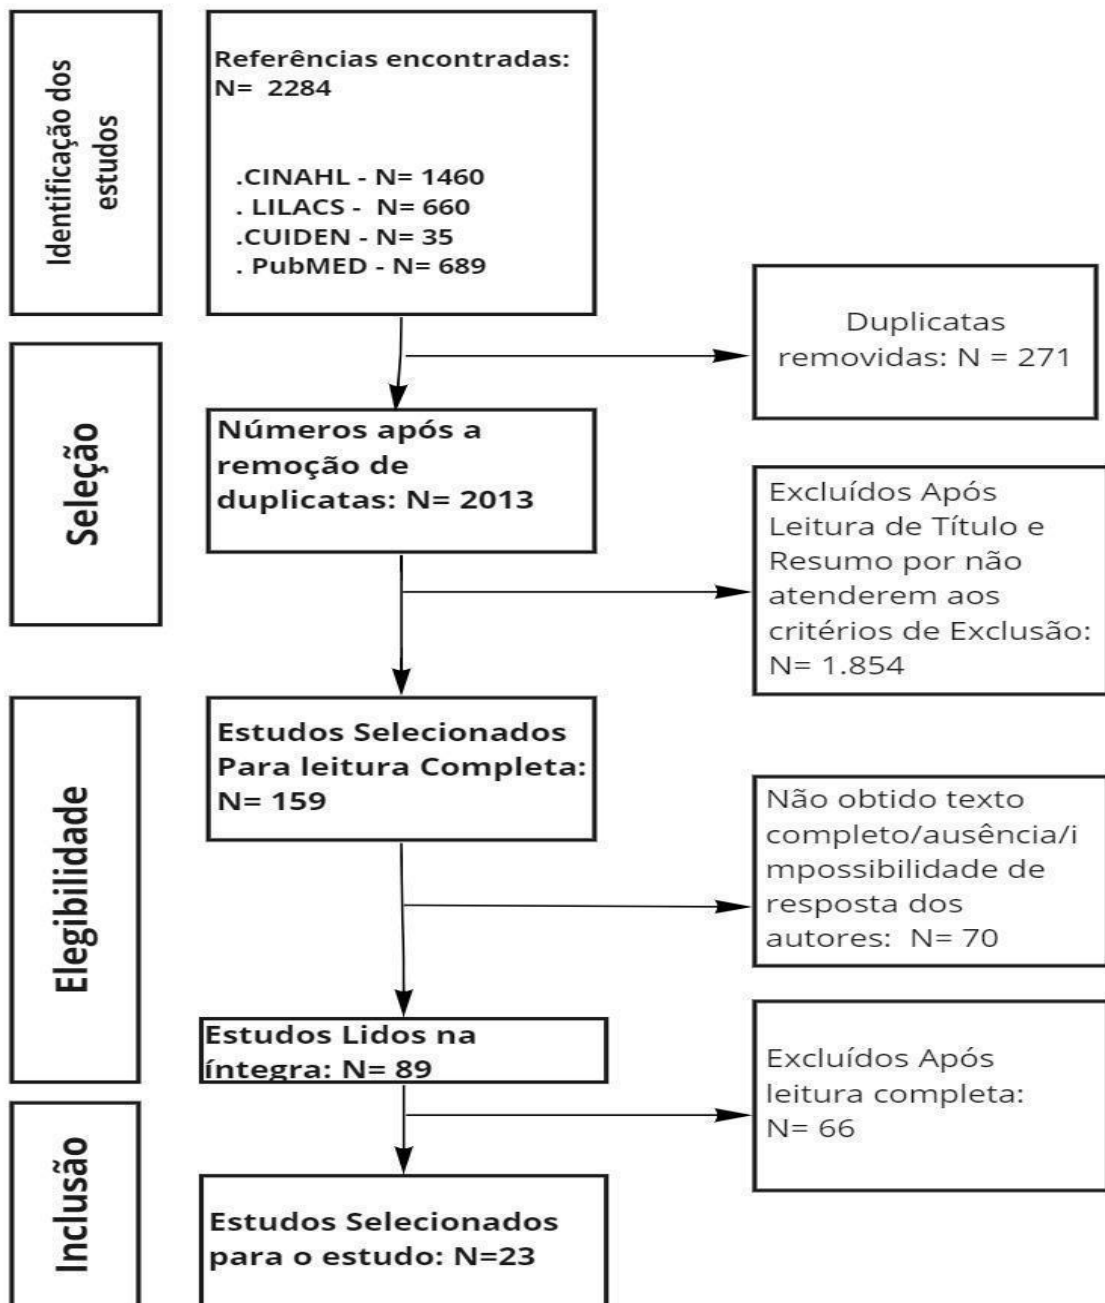 Identificação dos
estudos
Referências encontradas:
N=  2284
.CINAHL - N= 1460
. LILACS -  N= 660
.CUIDEN - N= 35
. PubMED - N= 689
Duplicatas
removidas: N = 271
Seleção
Números após a
remoção de
duplicatas: N= 2013
Excluídos Após
Leitura de Título e
Resumo por não
atenderem aos
critérios de Exclusão:
N= 1.854
Elegibilidade
Estudos Selecionados
Para leitura Completa:
N= 159
Não obtido texto
completo/ausência/i
mpossibilidade de
resposta dos
autores:  N= 70
Estudos Lidos na
íntegra: N= 89
Excluídos Após
leitura completa:
N= 66
Inclusão
Estudos Selecionados
para o estudo: N=23